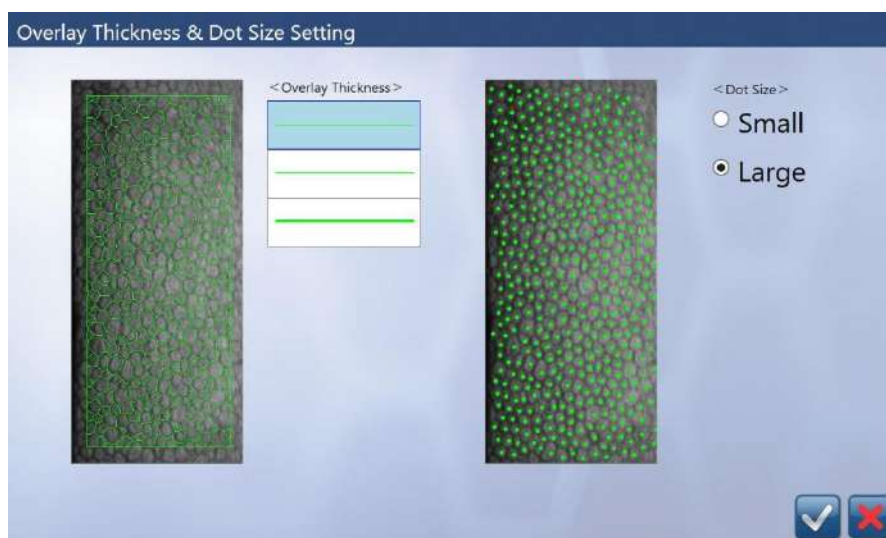 Overlay Thickness & Dot Size Setting
<Overlay Thickness>
<Dot Size>
Small
Large